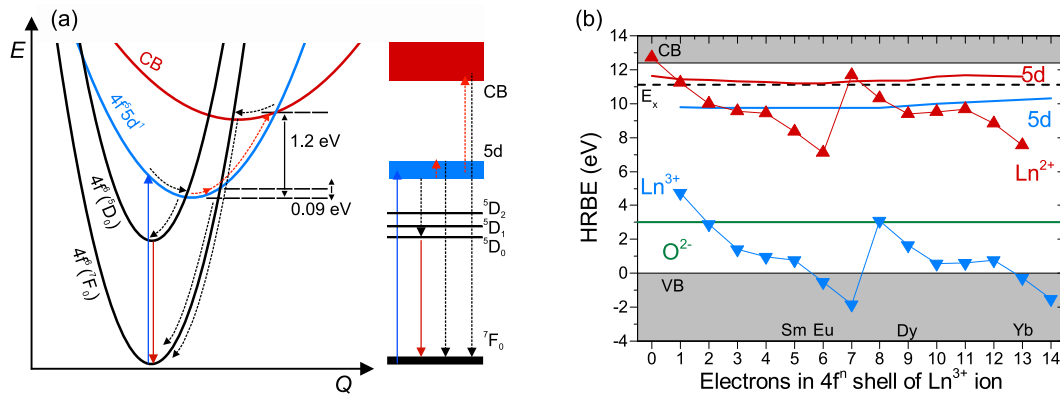 (a)
E
CB
4f⁶5d¹
4f⁶ (⁵D₀)
4f⁶ (⁷F₀)
1.2 eV
0.09 eV
Q
CB
5d
⁵D₂
⁵D₁
⁵D₀
⁷F₀
(b)
HRBE (eV)
14
12
10
8
6
4
2
0
-2
-4
CB
5d
Eₓ
5d
Ln²⁺
Ln³⁺
O²⁻
VB
Sm Eu Dy Yb
0 1 2 3 4 5 6 7 8 9 10 11 12 13 14
Electrons in 4fⁿ shell of Ln³⁺ ion